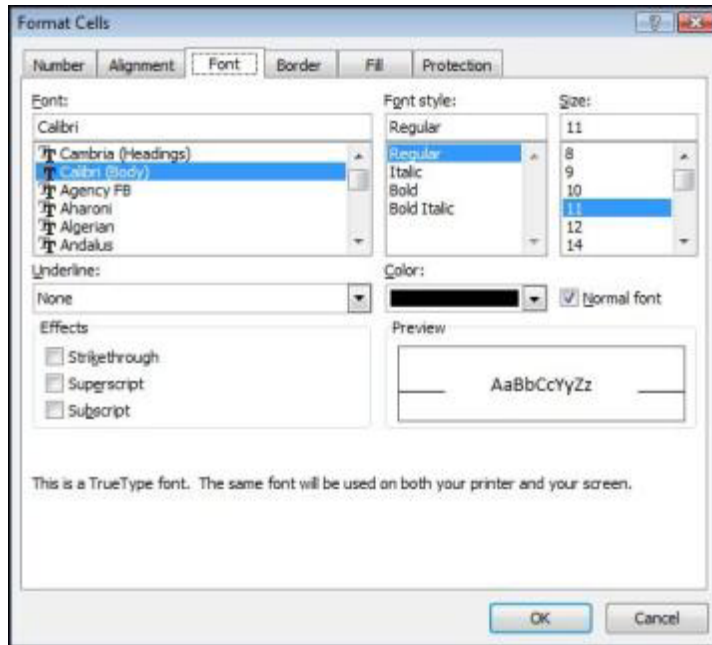 Format Cells
Number Alignment Font Border Fill Protection
Font: Font style: Size:
Calibri Regular 11
Cambria (Headings) Regular 8
Calibri (Body) Italic 9
Agency FB Bold 10
Aharoni Bold Italic 11
Algerian 12
Andalus 14
Underline: Color:
None Normal font
Effects Preview
Strikethrough
Superscript AaBbCcYyZz
Subscript
This is a TrueType font. The same font will be used on both your printer and your screen.
OK Cancel